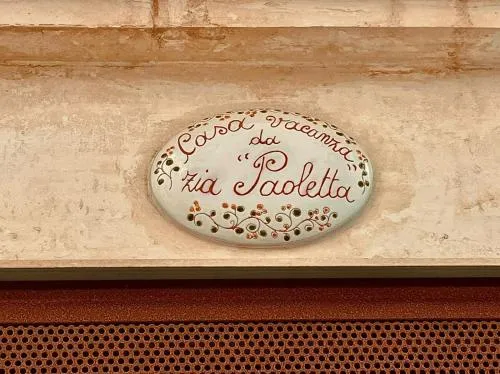 Casa vacanza
da
zia "Paoletta"